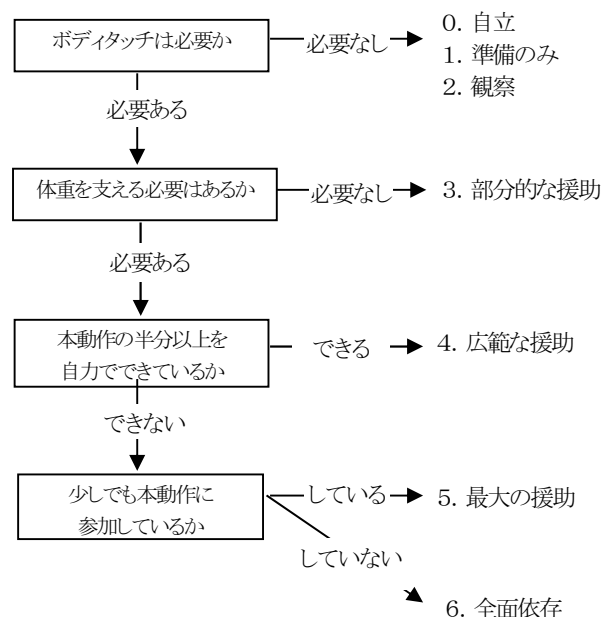 ボディタッチは必要か
必要なし
0. 自立
1. 準備のみ
2. 観察
必要ある
体重を支える必要はあるか
必要なし
3. 部分的な援助
必要ある
本動作の半分以上を
自力でできているか
できる
4. 広範な援助
できない
少しでも本動作に
参加しているか
している
5. 最大の援助
していない
6. 全面依存